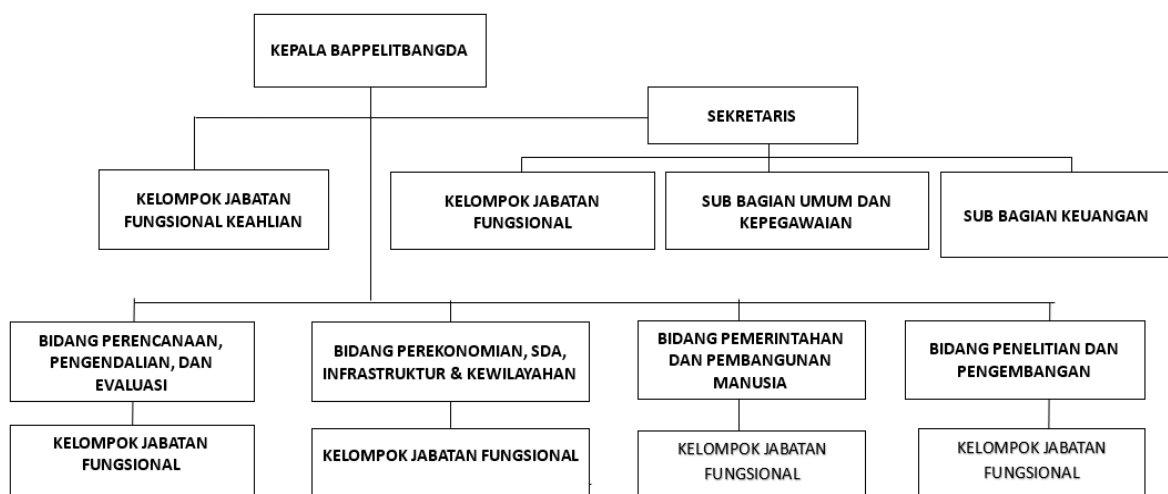 KEPALA BAPPELITBANGDA
SEKRETARIS
KELOMPOK JABATAN
FUNGSIONAL KEAHLIAN
KELOMPOK JABATAN
FUNGSIONAL
SUB BAGIAN UMUM DAN
KEPEGAWAIAN
SUB BAGIAN KEUANGAN
BIDANG PERENCANAAN,
PENGENDALIAN, DAN
EVALUASI
BIDANG PEREKONOMIAN, SDA,
INFRASTRUKTUR & KEWILAYAHAN
BIDANG PEMERINTAHAN
DAN PEMBANGUNAN
MANUSIA
BIDANG PENELITIAN DAN
PENGEMBANGAN
KELOMPOK JABATAN
FUNGSIONAL
KELOMPOK JABATAN FUNGSIONAL
KELOMPOK JABATAN
FUNGSIONAL
KELOMPOK JABATAN
FUNGSIONAL